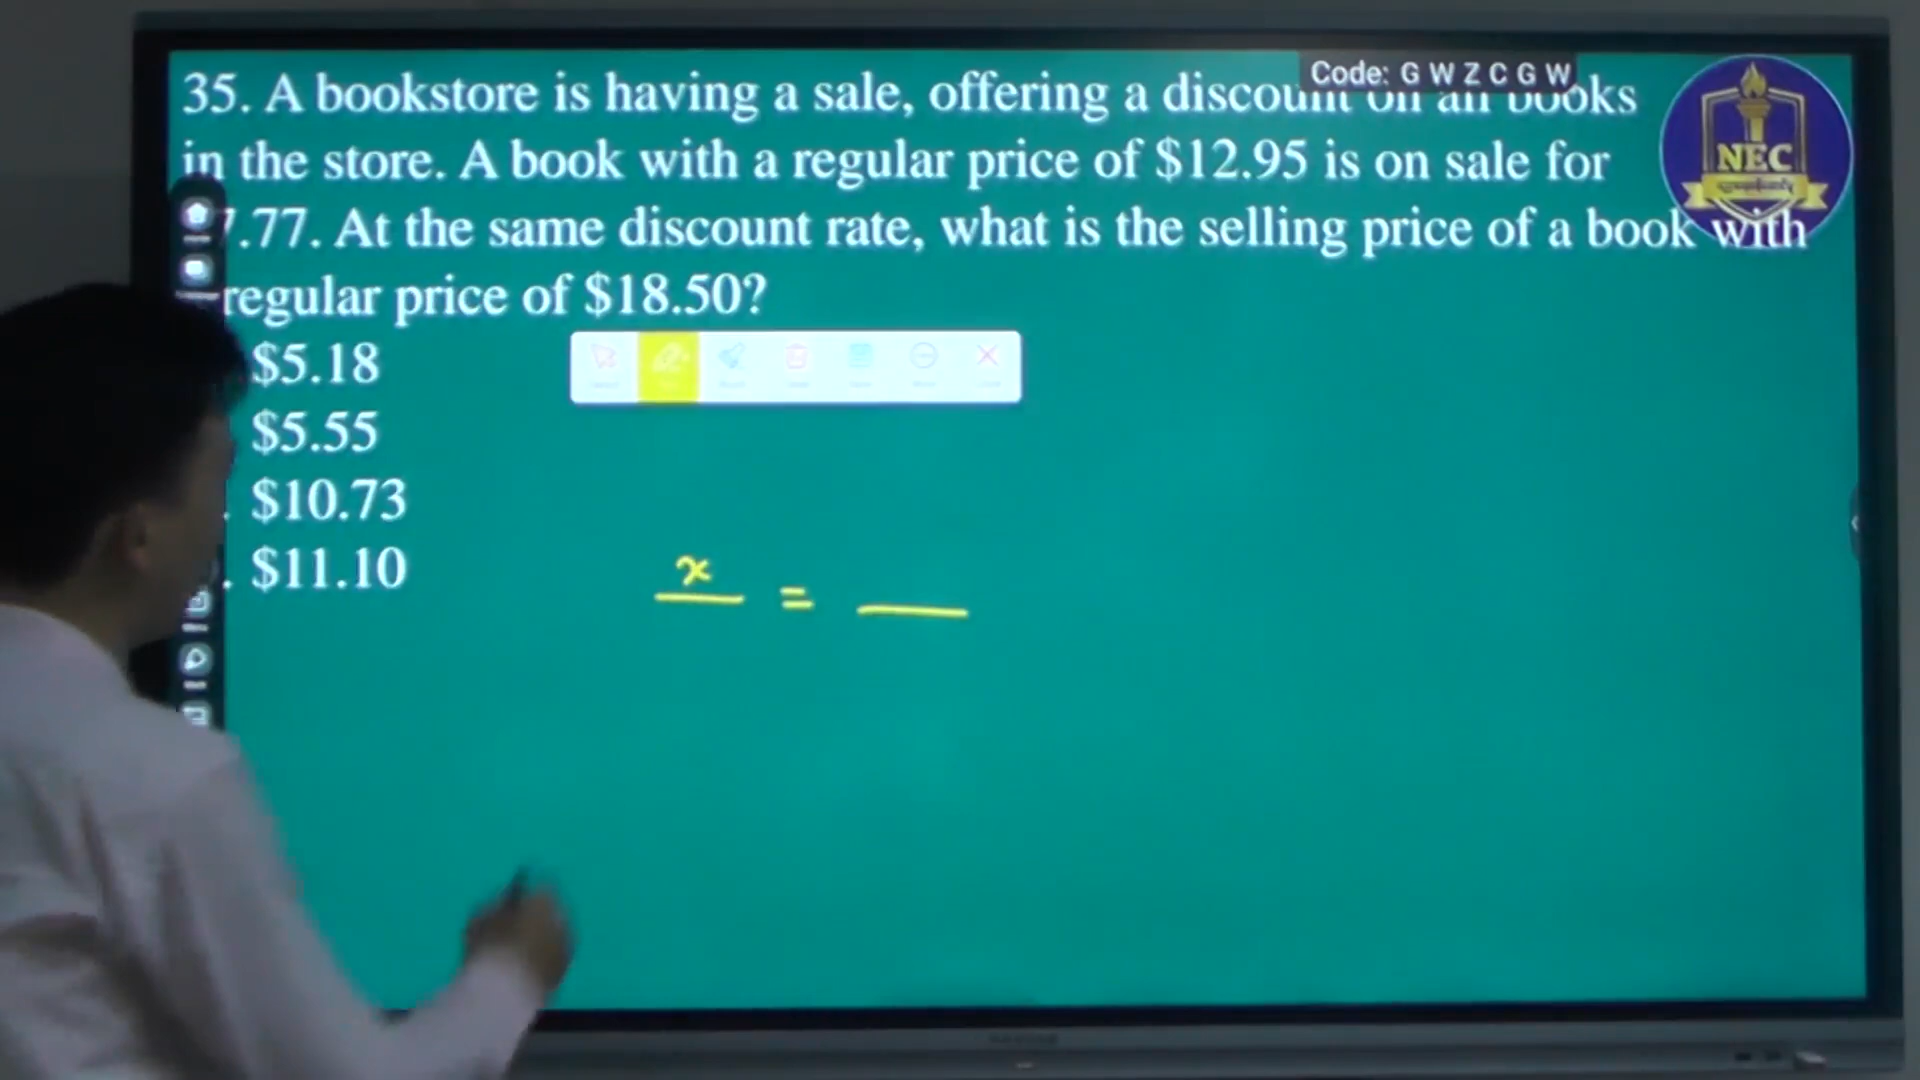 Code: G W Z C G W
35. A bookstore is having a sale, offering a discount on all books
in the store. A book with a regular price of $12.95 is on sale for
7.77. At the same discount rate, what is the selling price of a book with
regular price of $18.50?
$5.18
$5.55
. $10.73
. $11.10
x
=
NEC